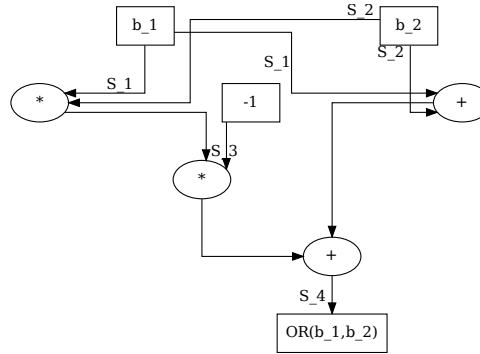 b_1
S_2
b_2
S_1
S_2
S_1
*
-1
+
S_3
*
+
S_4
OR(b_1,b_2)